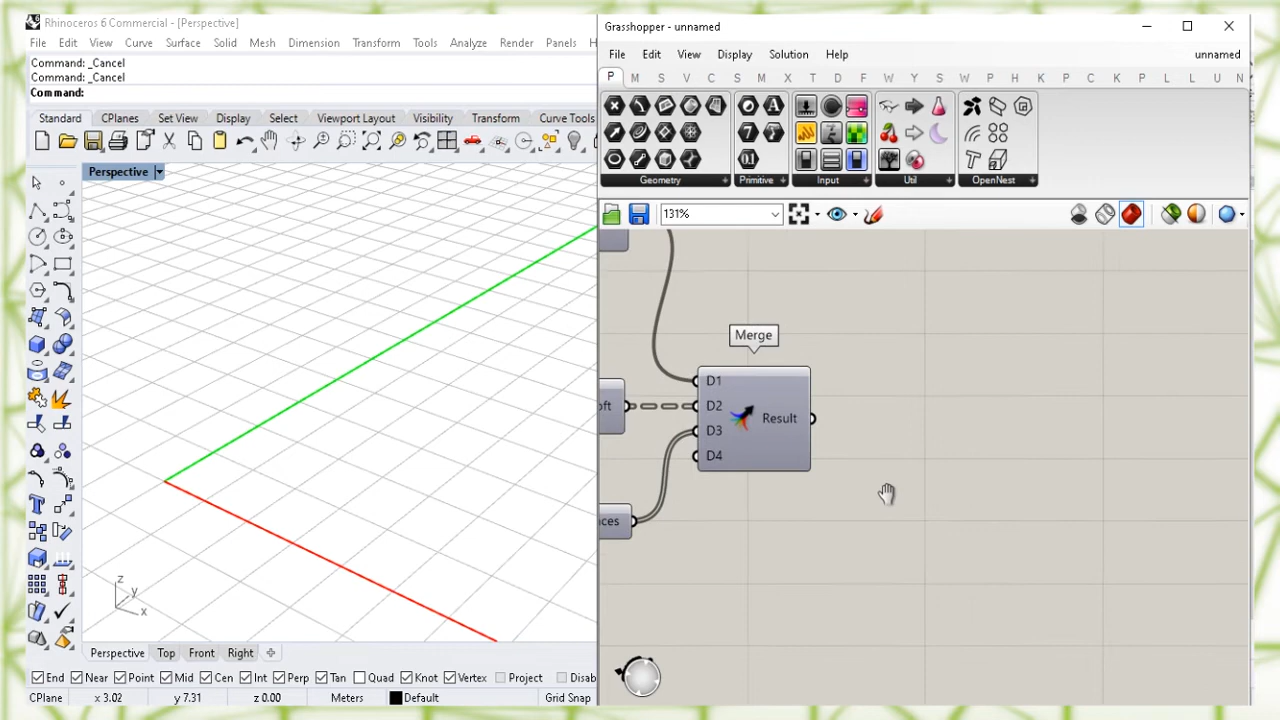 Rhinoceros 6 Commercial - [Perspective]
File Edit View Curve Surface Solid Mesh Dimension Transform Tools Analyze Render Panels H
Command: _Cancel
Command: _Cancel
Command:
Standard CPlanes Set View Display Select Viewport Layout Visibility Transform Curve Tools
Perspective
z
y
x
Perspective Top Front Right
End Near Point Mid Cen Int Perp Tan Quad Knot Vertex Project Disab
CPlane x 3.02 y 7.31 z 0.00 Meters Default Grid Snap
Grasshopper - unnamed
File Edit View Display Solution Help unnamed
P M S V C S M X T D F W Y S W P H K P K P L L U N
Geometry Primitive Input Util OpenNest
131%
Merge
D1
D2
D3
D4
Result
oft
ces